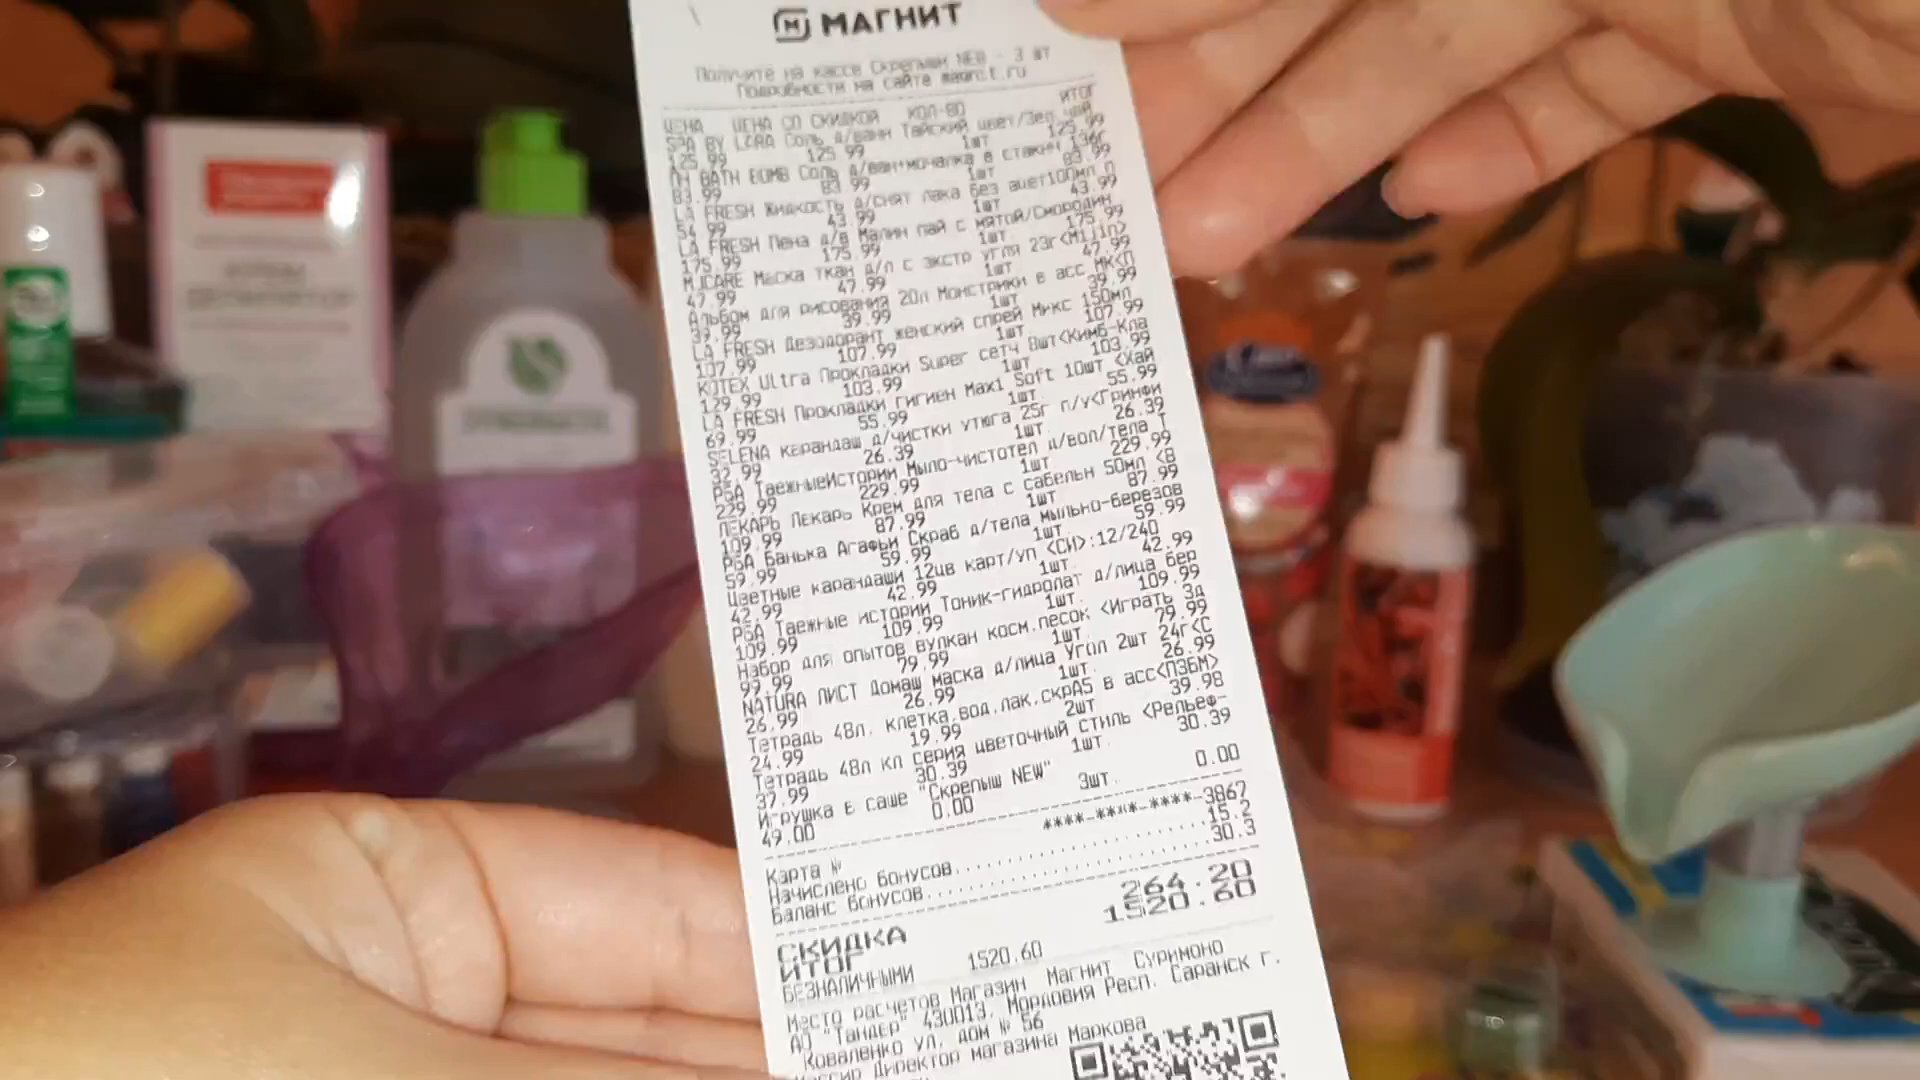 МАГНИТ
Получите на кассе Скрепыши NEW - 3 шт
Подробности на сайте magnit.ru
ЦЕНА ЦЕНА СО СКИДКОЙ КОЛ-ВО ИТОГ
SPA BY LARA Соль д/ванн Тайский цвет/Зел.чай
125.99 125.99 1шт 125.99
BATH BOMB Соль д/ван+мочалка в стакан 136г
83.99 83.99 1шт 83.99
LA FRESH Жидкость д/снят лака без ацет100мл П
54.99 43.99 1шт 43.99
LA FRESH Пена д/в Малин пай с мятой/Смородин
175.99 175.99 1шт. 175.99
MJCARE Маска ткан д/л с экстр угля 23г<Mijin>
47.99 47.99 1шт 47.99
Альбом для рисования 20л Монстрики в асс МК<П
39.99 39.99 1шт 39.99
LA FRESH Дезодорант женский спрей Микс 150мл
107.99 107.99 1шт 107.99
KOTEX Ultra Прокладки Super сетч 8шт<Кимб-Кла
129.99 103.99 1шт 103.99
LA FRESH Прокладки гигиен Maxi Soft 10шт <Хай
69.99 55.99 1шт. 55.99
SELENA Карандаш д/чистки утюга 25г п/у<Гринфи
32.99 26.39 1шт. 26.39
РБА ТаежныеИстории Мыло-чистотел д/вол/тела Т
229.99 229.99 1шт 229.99
ЛЕКАРЬ Лекарь Крем для тела с сабельн 50мл <В
109.99 87.99 1шт 87.99
РБА Банька Агафьи Скраб д/тела мыльно-березов
59.99 59.99 1шт. 59.99
Цветные карандаши 12цв карт/уп <СИ>:12/240
42.99 42.99 1шт. 42.99
РБА Таежные истории Тоник-гидролат д/лица бер
109.99 109.99 1шт. 109.99
Набор для опытов вулкан косм.песок <Играть Зд
99.99 79.99 1шт. 79.99
NATURA ЛИСТ Домаш маска д/лица Угол 2шт 24г<С
26.99 26.99 1шт. 26.99
Тетрадь 48л, клетка,вод.лак,скрА5 в асс<ПЗБМ>
24.99 19.99 2шт 39.98
Тетрадь 48л кл серия цветочный стиль <Рельеф-
37.99 30.39 1шт. 30.39
Игрушка в саше "Скрепыш NEW"
49.00 0.00 3шт. 0.00
Карта № ****-****-****-3867
Начислено бонусов 15.2
Баланс бонусов 30.3
СКИДКА 264.20
ИТОГ 1520.60
БЕЗНАЛИЧНЫМИ 1520.60
Место расчетов Магазин Магнит Суримоно
АО "Тандер" 430013, Мордовия Респ. Саранск г.
Коваленко ул, дом № 56
Кассир Директор магазина Маркова